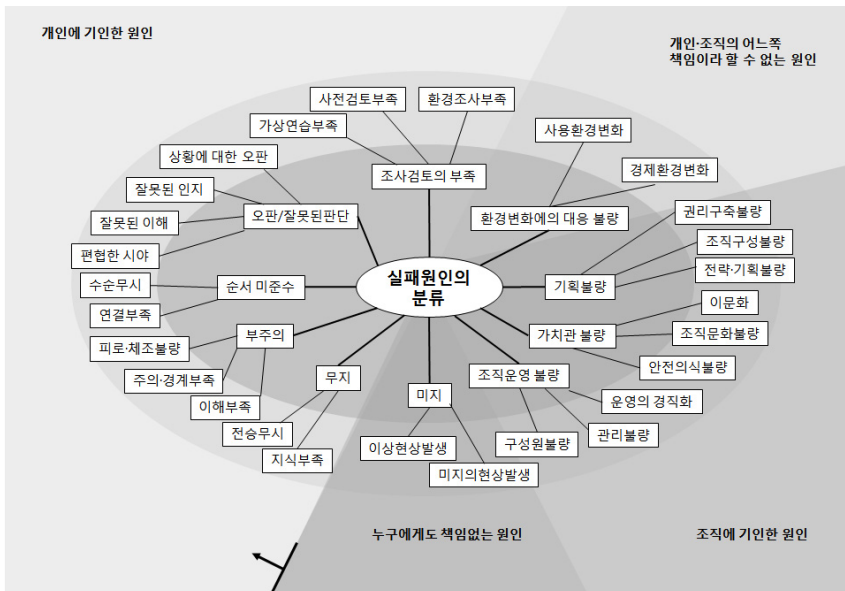 개인에 기인한 원인
개인·조직의 어느쪽
책임이라 할 수 없는 원인
사전검토부족
환경조사부족
가상연습부족
사용환경변화
상황에 대한 오판
조사검토의 부족
경제환경변화
잘못된 인지
오판/잘못된판단
환경변화에의 대응 불량
권리구축불량
잘못된 이해
조직구성불량
편협한 시야
전략·기획불량
수순무시
순서 미준수
실패원인의
분류
기획불량
이문화
연결부족
부주의
가치관 불량
조직문화불량
피로·체조불량
안전의식불량
주의·경계부족
무지
미지
조직운영 불량
이해부족
운영의 경직화
전승무시
이상현상발생
구성원불량
관리불량
지식부족
미지의현상발생
누구에게도 책임없는 원인
조직에 기인한 원인